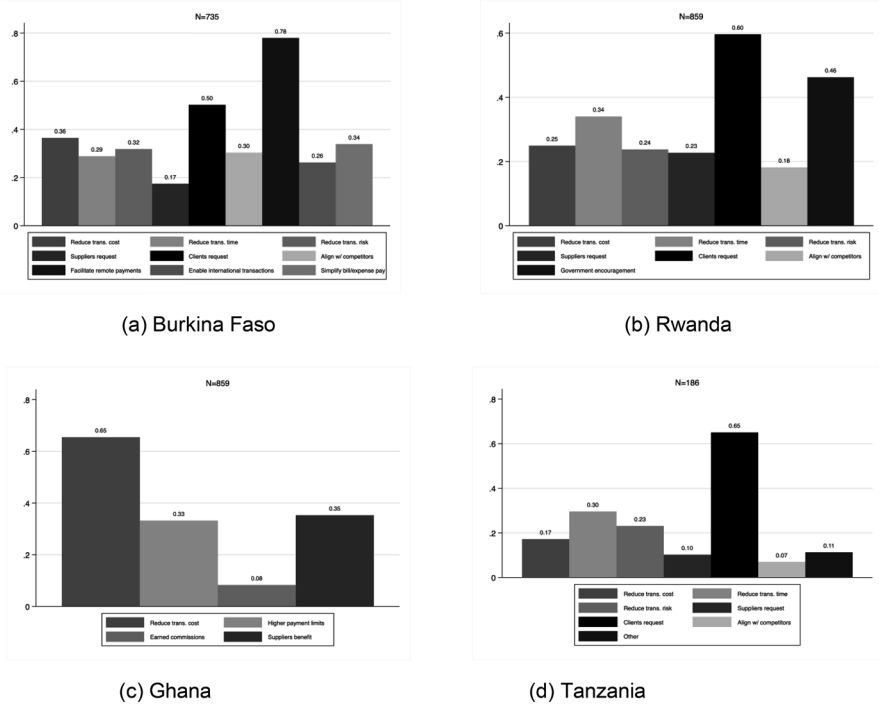 N=735
.8
.6
.4
.2
0
0.36
0.29
0.32
0.17
0.50
0.30
0.78
0.26
0.34
Reduce trans. cost Reduce trans. time Reduce trans. risk
Suppliers request Clients request Align w/ competitors
Facilitate remote payments Enable international transactions Simplify bill/expense pay
(a) Burkina Faso
N=859
.6
.4
.2
0
0.25
0.34
0.24
0.23
0.60
0.18
0.46
Reduce trans. cost Reduce trans. time Reduce trans. risk
Suppliers request Clients request Align w/ competitors
Government encouragement
(b) Rwanda
N=859
.8
.6
.4
.2
0
0.65
0.33
0.08
0.35
Reduce trans. cost Higher payment limits
Earned commissions Suppliers benefit
(c) Ghana
N=186
.8
.6
.4
.2
0
0.17
0.30
0.23
0.10
0.65
0.07
0.11
Reduce trans. cost Reduce trans. time
Reduce trans. risk Suppliers request
Clients request Align w/ competitors
Other
(d) Tanzania